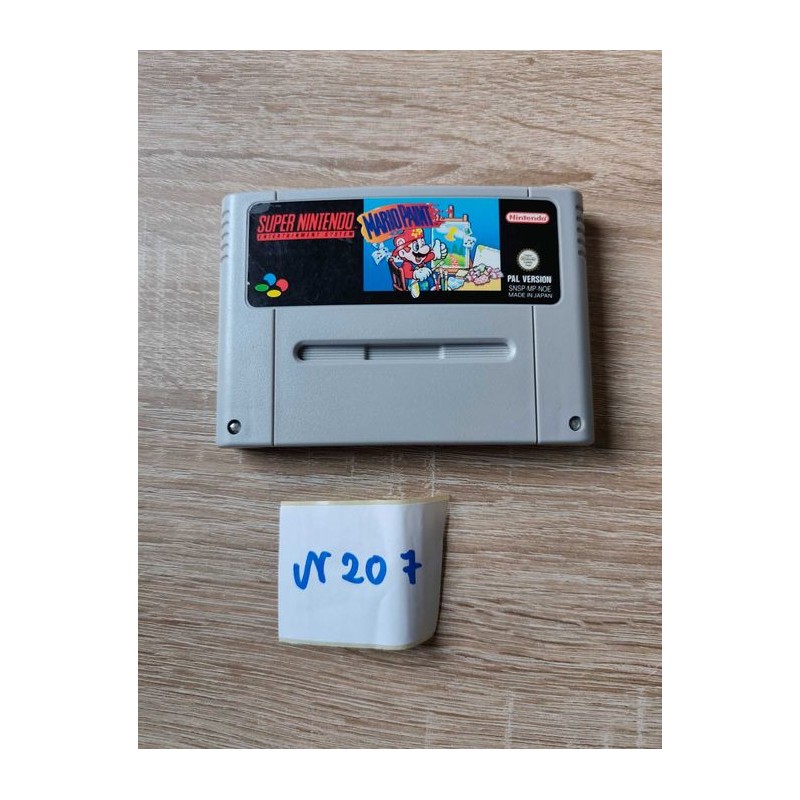 SUPER NINTENDO
ENTERTAINMENT SYSTEM
MARIO PAINT
Nintendo
PAL VERSION
SNSP-MP-NOE
MADE IN JAPAN
N 207